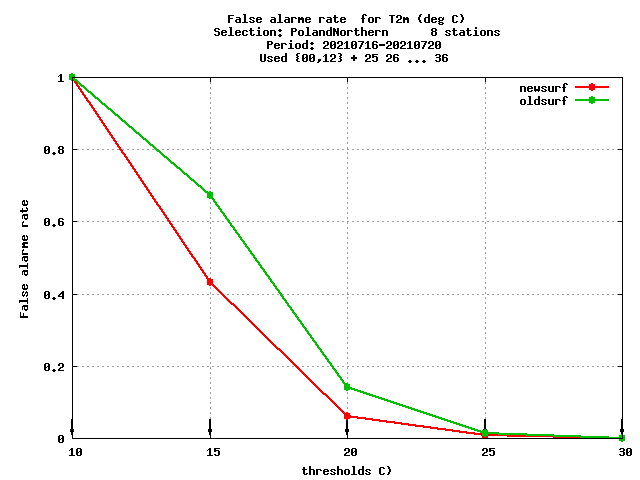 False alarme rate  for T2m (deg C)
Selection: PolandNorthern      8 stations
Period: 20210716-20210720
Used {00,12} + 25 26 ... 36
newsurf
oldsurf
False alarme rate
1
0.8
0.6
0.4
0.2
0
10 15 20 25 30
thresholds C)